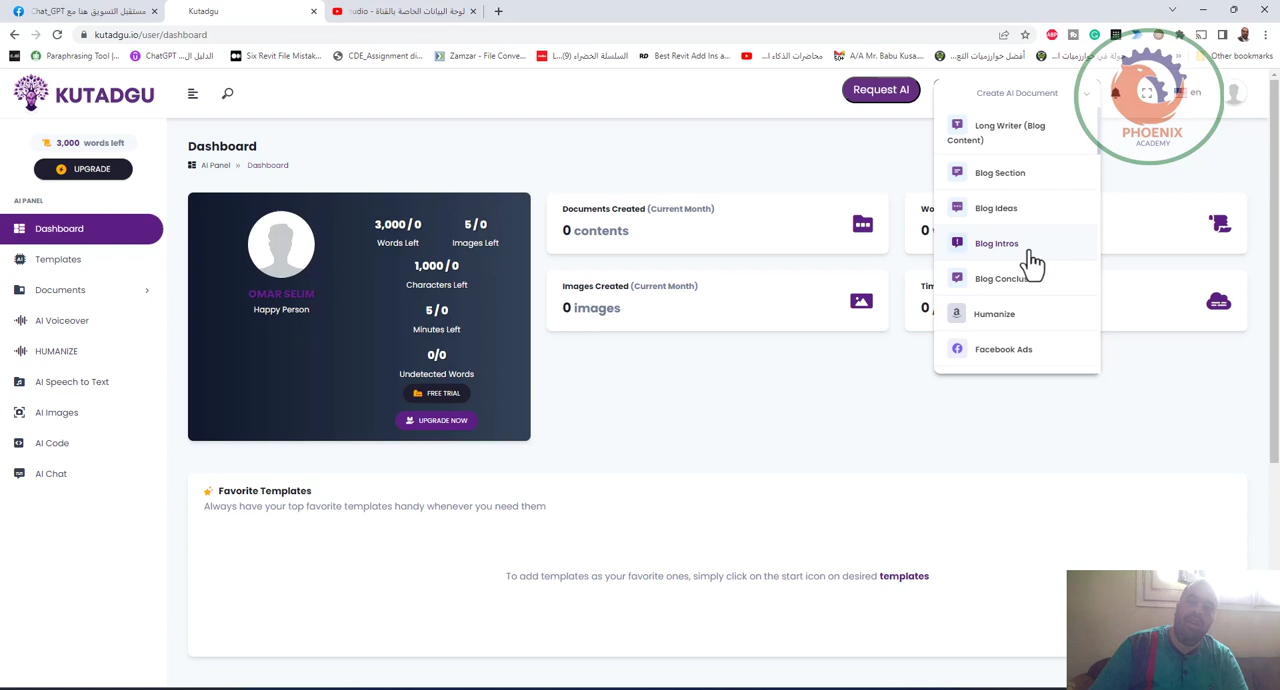 مستقبل التسويق هنا مع Chat_GPT
Kutadgu
لوحة البيانات الخاصة بالقناة - udio
kutadgu.io/user/dashboard
Paraphrasing Tool |...
ChatGPT الدليل ال...
Six Revit File Mistak...
CDE_Assignment di...
Zamzar - File Conve...
السلسلة الخضراء (9)...
Best Revit Add Ins a...
محاضرات الذكاء ا...
A/A Mr. Babu Kusa...
Other bookmarks
KUTADGU
Request AI
Create AI Document
en
PHOENIX
ACADEMY
3,000 words left
UPGRADE
AI PANEL
Dashboard
Templates
Documents
AI Voiceover
HUMANIZE
AI Speech to Text
AI Images
AI Code
AI Chat
Dashboard
AI Panel » Dashboard
OMAR SELIM
Happy Person
3,000 / 0
Words Left
5 / 0
Images Left
1,000 / 0
Characters Left
5 / 0
Minutes Left
0/0
Undetected Words
FREE TRIAL
UPGRADE NOW
Documents Created (Current Month)
0 contents
Images Created (Current Month)
0 images
Wo
0
Tim
0
Long Writer (Blog
Content)
Blog Section
Blog Ideas
Blog Intros
Blog Conclus
Humanize
Facebook Ads
Favorite Templates
Always have your top favorite templates handy whenever you need them
To add templates as your favorite ones, simply click on the start icon on desired templates